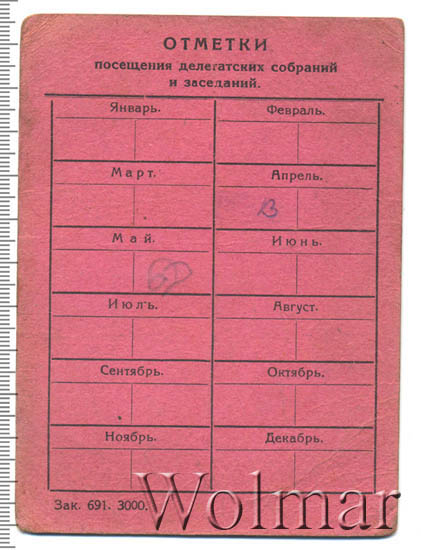 ОТМЕТКИ
посещения делегатских собраний
и заседаний.
Январь. Февраль.
Март. Апрель.
В
Май. Июнь.
Июль. Август.
Сентябрь. Октябрь.
Ноябрь. Декабрь.
Зак. 691. 3000.
Wolmar